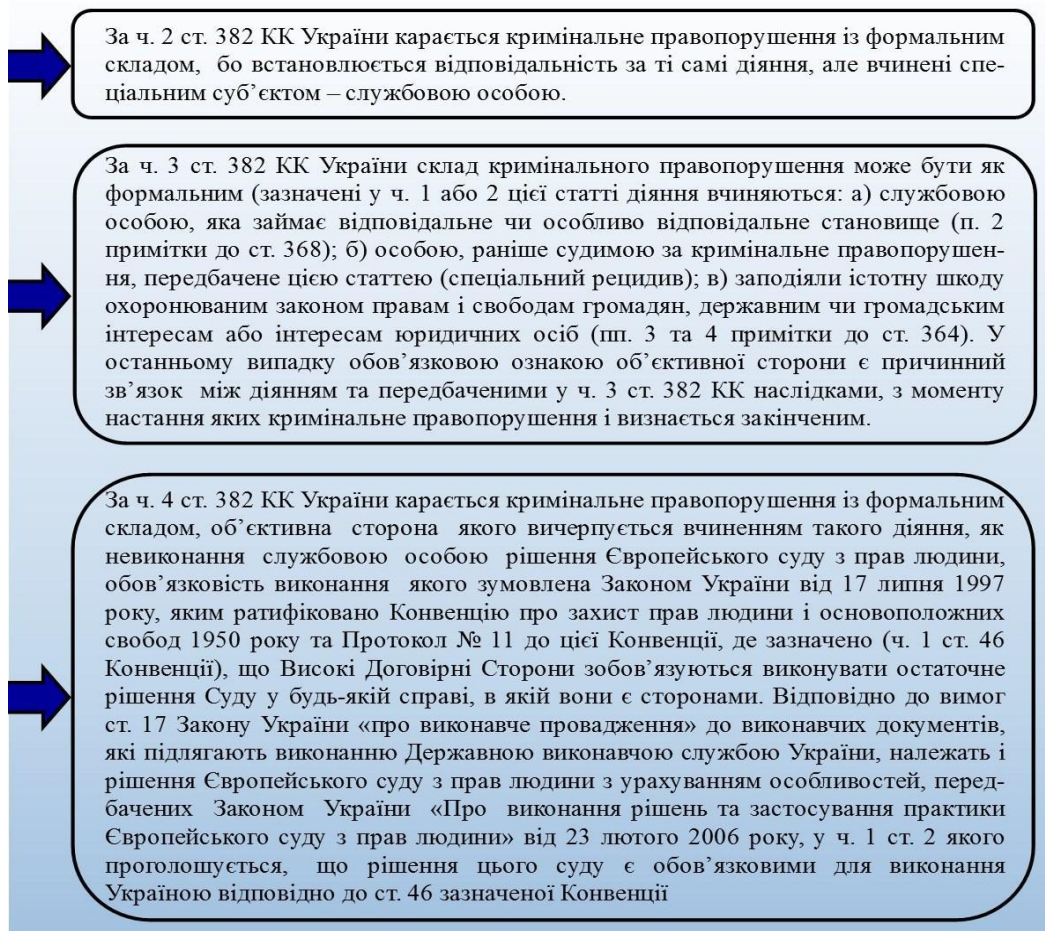 За ч. 2 ст. 382 КК України карається кримінальне правопорушення із формальним
складом, бо встановлюється відповідальність за ті самі діяння, але вчинені спе-
ціальним суб’єктом – службовою особою.
За ч. 3 ст. 382 КК України склад кримінального правопорушення може бути як
формальним (зазначені у ч. 1 або 2 цієї статті діяння вчиняються: а) службовою
особою, яка займає відповідальне чи особливо відповідальне становище (п. 2
примітки до ст. 368); б) особою, раніше судимою за кримінальне правопорушен-
ня, передбачене цією статтею (спеціальний рецидив); в) заподіяли істотну шкоду
охоронюваним законом правам і свободам громадян, державним чи громадським
інтересам або інтересам юридичних осіб (пп. 3 та 4 примітки до ст. 364). У
останньому випадку обов’язковою ознакою об’єктивної сторони є причинний
зв’язок між діянням та передбаченими у ч. 3 ст. 382 КК наслідками, з моменту
настання яких кримінальне правопорушення і визнається закінченим.
За ч. 4 ст. 382 КК України карається кримінальне правопорушення із формальним
складом, об’єктивна сторона якого вичерпується вчиненням такого діяння, як
невиконання службовою особою рішення Європейського суду з прав людини,
обов’язковість виконання якого зумовлена Законом України від 17 липня 1997
року, яким ратифіковано Конвенцію про захист прав людини і основоположних
свобод 1950 року та Протокол № 11 до цієї Конвенції, де зазначено (ч. 1 ст. 46
Конвенції), що Високі Договірні Сторони зобов’язуються виконувати остаточне
рішення Суду у будь-якій справі, в якій вони є сторонами. Відповідно до вимог
ст. 17 Закону України «про виконавче провадження» до виконавчих документів,
які підлягають виконанню Державною виконавчою службою України, належать і
рішення Європейського суду з прав людини з урахуванням особливостей, перед-
бачених Законом України «Про виконання рішень та застосування практики
Європейського суду з прав людини» від 23 лютого 2006 року, у ч. 1 ст. 2 якого
проголошується, що рішення цього суду є обов’язковими для виконання
Україною відповідно до ст. 46 зазначеної Конвенції